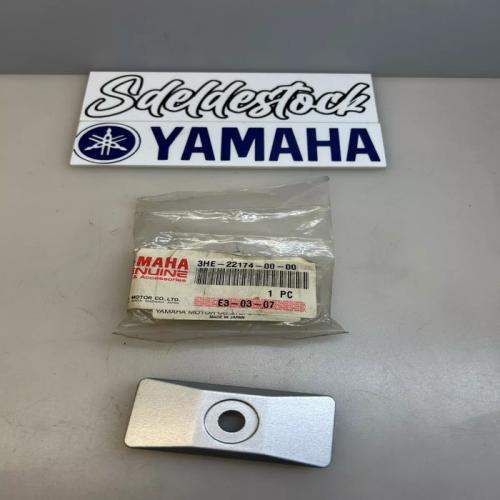 Sdeldestock
YAMAHA
MAHA
NUINE
& Accessories
MOTOR CO., LTD.
3HE-22174-00-00
1 PC
E3-03-07
YAMAHA MOTOR
MADE IN JAPAN